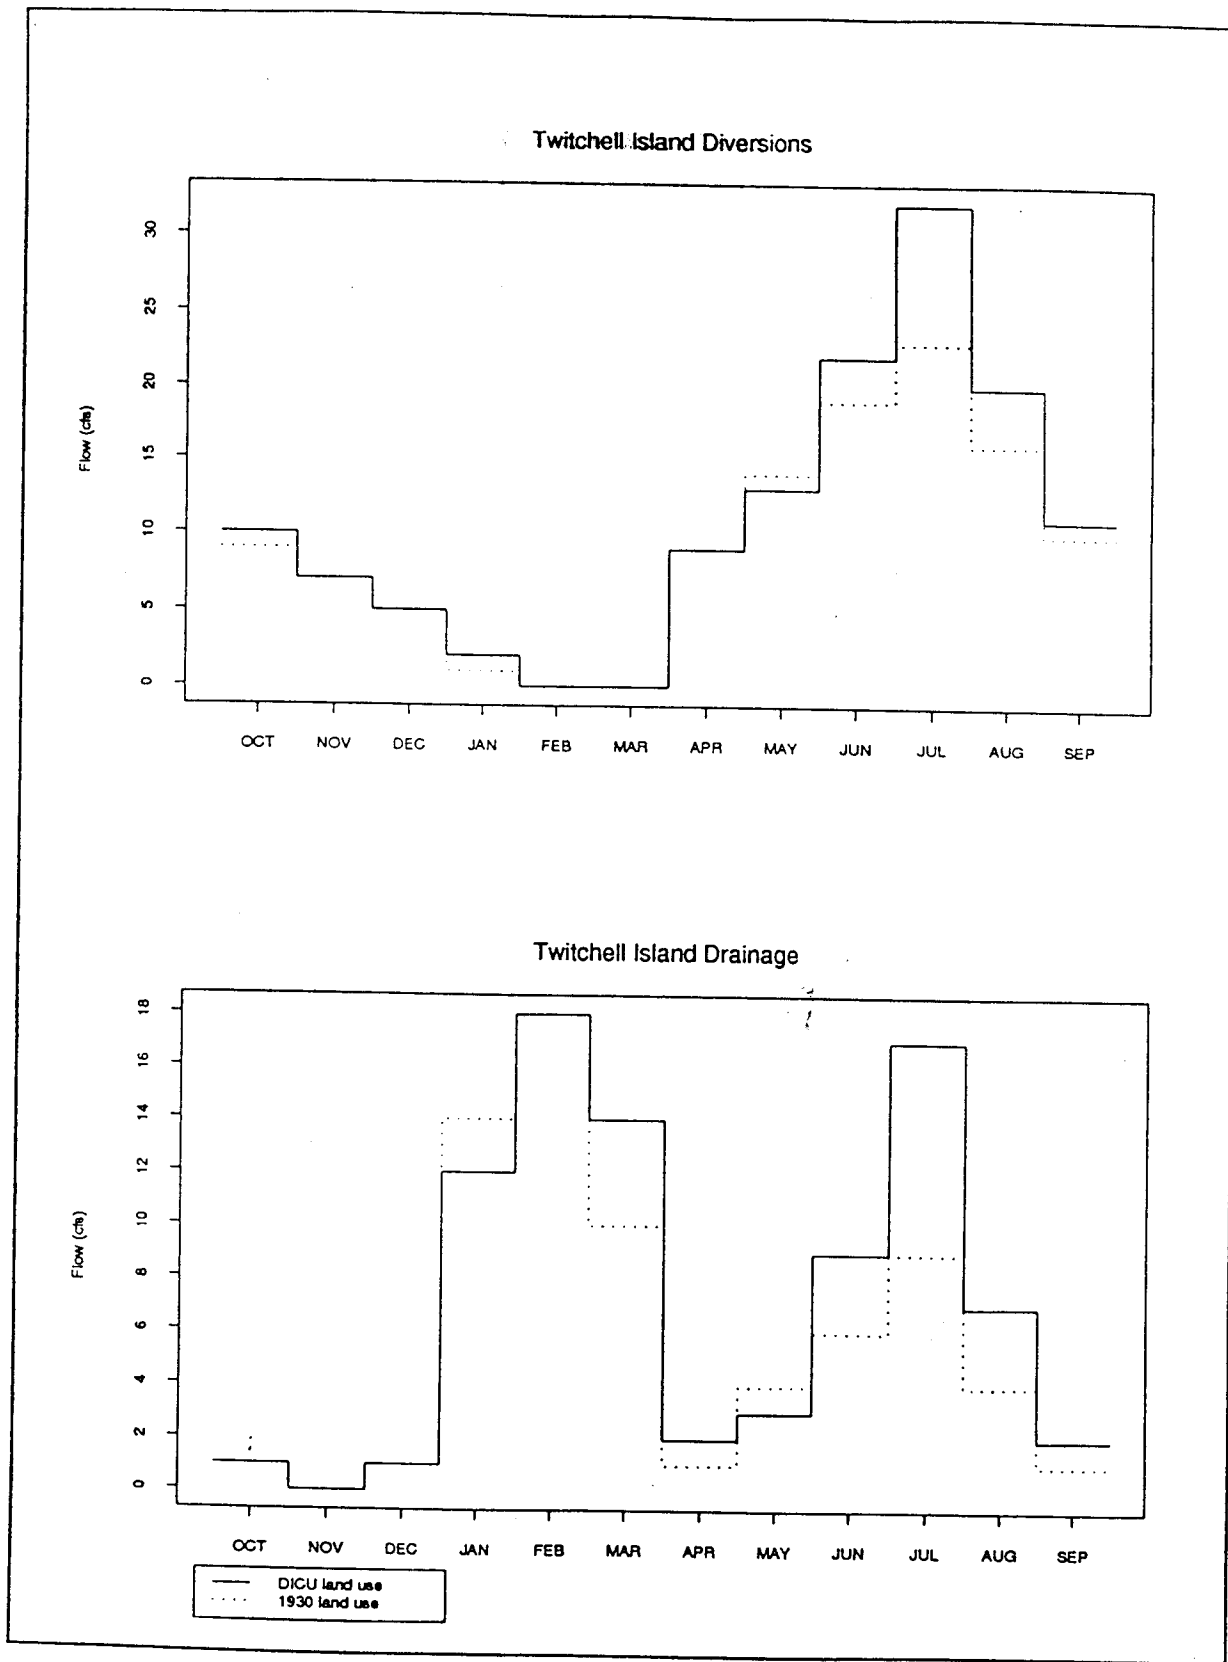 Twitchell Island Diversions
30
25
20
15
10
5
0
Flow (cfs)
OCT NOV DEC JAN FEB MAR APR MAY JUN JUL AUG SEP
Twitchell Island Drainage
18
16
14
12
10
8
6
4
2
0
Flow (cfs)
OCT NOV DEC JAN FEB MAR APR MAY JUN JUL AUG SEP
DICU land use
1930 land use